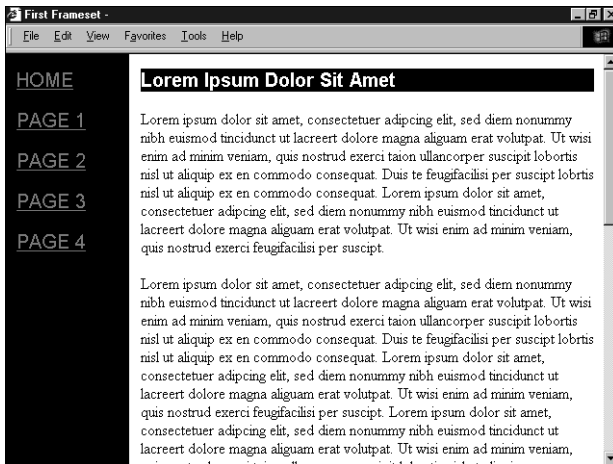 First Frameset -
File Edit View Favorites Tools Help
HOME
PAGE 1
PAGE 2
PAGE 3
PAGE 4
Lorem Ipsum Dolor Sit Amet
Lorem ipsum dolor sit amet, consectetuer adipcing elit, sed diem nonummy
nibh euismod tincidunct ut lacreert dolore magna aliguam erat volutpat. Ut wisi
enim ad minim veniam, quis nostrud exerci taion ullancorper suscipit lobortis
nisl ut aliquip ex en commodo consequat. Duis te feugifacilisi per suscipt lobortis
nisl ut aliquip ex en commodo consequat. Lorem ipsum dolor sit amet,
consectetuer adipcing elit, sed diem nonummy nibh euismod tincidunct ut
lacreert dolore magna aliguam erat volutpat. Ut wisi enim ad minim veniam,
quis nostrud exerci feugifacilisi per suscipt.
Lorem ipsum dolor sit amet, consectetuer adipcing elit, sed diem nonummy
nibh euismod tincidunct ut lacreert dolore magna aliguam erat volutpat. Ut wisi
enim ad minim veniam, quis nostrud exerci taion ullancorper suscipit lobortis
nisl ut aliquip ex en commodo consequat. Duis te feugifacilisi per suscipt lobortis
nisl ut aliquip ex en commodo consequat. Lorem ipsum dolor sit amet,
consectetuer adipcing elit, sed diem nonummy nibh euismod tincidunct ut
lacreert dolore magna aliguam erat volutpat. Ut wisi enim ad minim veniam,
quis nostrud exerci feugifacilisi per suscipt. Lorem ipsum dolor sit amet,
consectetuer adipcing elit, sed diem nonummy nibh euismod tincidunct ut
lacreert dolore magna aliguam erat volutpat. Ut wisi enim ad minim veniam,